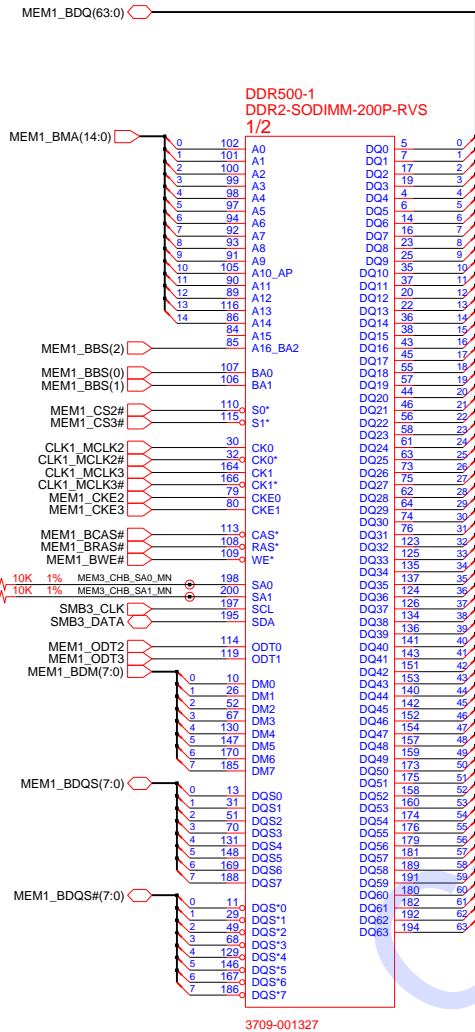 MEM1_BDQ(63:0)
DDR500-1
DDR2-SODIMM-200P-RVS
1/2
MEM1_BMA(14:0)
0 102 A0
1 101 A1
2 100 A2
3 99 A3
4 98 A4
5 97 A5
6 94 A6
7 92 A7
8 93 A8
9 91 A9
10 105 A10_AP
11 90 A11
12 89 A12
13 116 A13
14 86 A14
84 A15
MEM1_BBS(2) 85 A16_BA2
MEM1_BBS(0) 107 BA0
MEM1_BBS(1) 106 BA1
MEM1_CS2# 110 S0*
MEM1_CS3# 115 S1*
CLK1_MCLK2 30 CK0
CLK1_MCLK2# 32 CK0*
CLK1_MCLK3 164 CK1
CLK1_MCLK3# 166 CK1*
MEM1_CKE2 79 CKE0
MEM1_CKE3 80 CKE1
MEM1_BCAS# 113 CAS*
MEM1_BRAS# 108 RAS*
MEM1_BWE# 109 WE*
10K 1% MEM3_CHB_SA0_MN 198 SA0
10K 1% MEM3_CHB_SA1_MN 200 SA1
SMB3_CLK 197 SCL
SMB3_DATA 195 SDA
MEM1_ODT2 114 ODT0
MEM1_ODT3 119 ODT1
MEM1_BDM(7:0)
0 10 DM0
1 26 DM1
2 52 DM2
3 67 DM3
4 130 DM4
5 147 DM5
6 170 DM6
7 185 DM7
MEM1_BDQS(7:0)
0 13 DQS0
1 31 DQS1
2 51 DQS2
3 70 DQS3
4 131 DQS4
5 148 DQS5
6 169 DQS6
7 188 DQS7
MEM1_BDQS#(7:0)
0 11 DQS*0
1 29 DQS*1
2 49 DQS*2
3 68 DQS*3
4 129 DQS*4
5 146 DQS*5
6 167 DQS*6
7 186 DQS*7
DQ0 5 0
DQ1 7 1
DQ2 17 2
DQ3 19 3
DQ4 4 4
DQ5 6 5
DQ6 14 6
DQ7 16 7
DQ8 23 8
DQ9 25 9
DQ10 35 10
DQ11 37 11
DQ12 20 12
DQ13 22 13
DQ14 36 14
DQ15 38 15
DQ16 43 16
DQ17 45 17
DQ18 55 18
DQ19 57 19
DQ20 44 20
DQ21 46 21
DQ22 56 22
DQ23 58 23
DQ24 61 24
DQ25 63 25
DQ26 73 26
DQ27 75 27
DQ28 62 28
DQ29 64 29
DQ30 74 30
DQ31 76 31
DQ32 123 32
DQ33 125 33
DQ34 135 34
DQ35 137 35
DQ36 124 36
DQ37 126 37
DQ38 134 38
DQ39 136 39
DQ40 141 40
DQ41 143 41
DQ42 151 42
DQ43 153 43
DQ44 140 44
DQ45 142 45
DQ46 152 46
DQ47 154 47
DQ48 157 48
DQ49 159 49
DQ50 173 50
DQ51 175 51
DQ52 158 52
DQ53 160 53
DQ54 174 54
DQ55 176 55
DQ56 179 56
DQ57 181 57
DQ58 189 58
DQ59 191 59
DQ60 180 60
DQ61 182 61
DQ62 192 62
DQ63 194 63
3709-001327